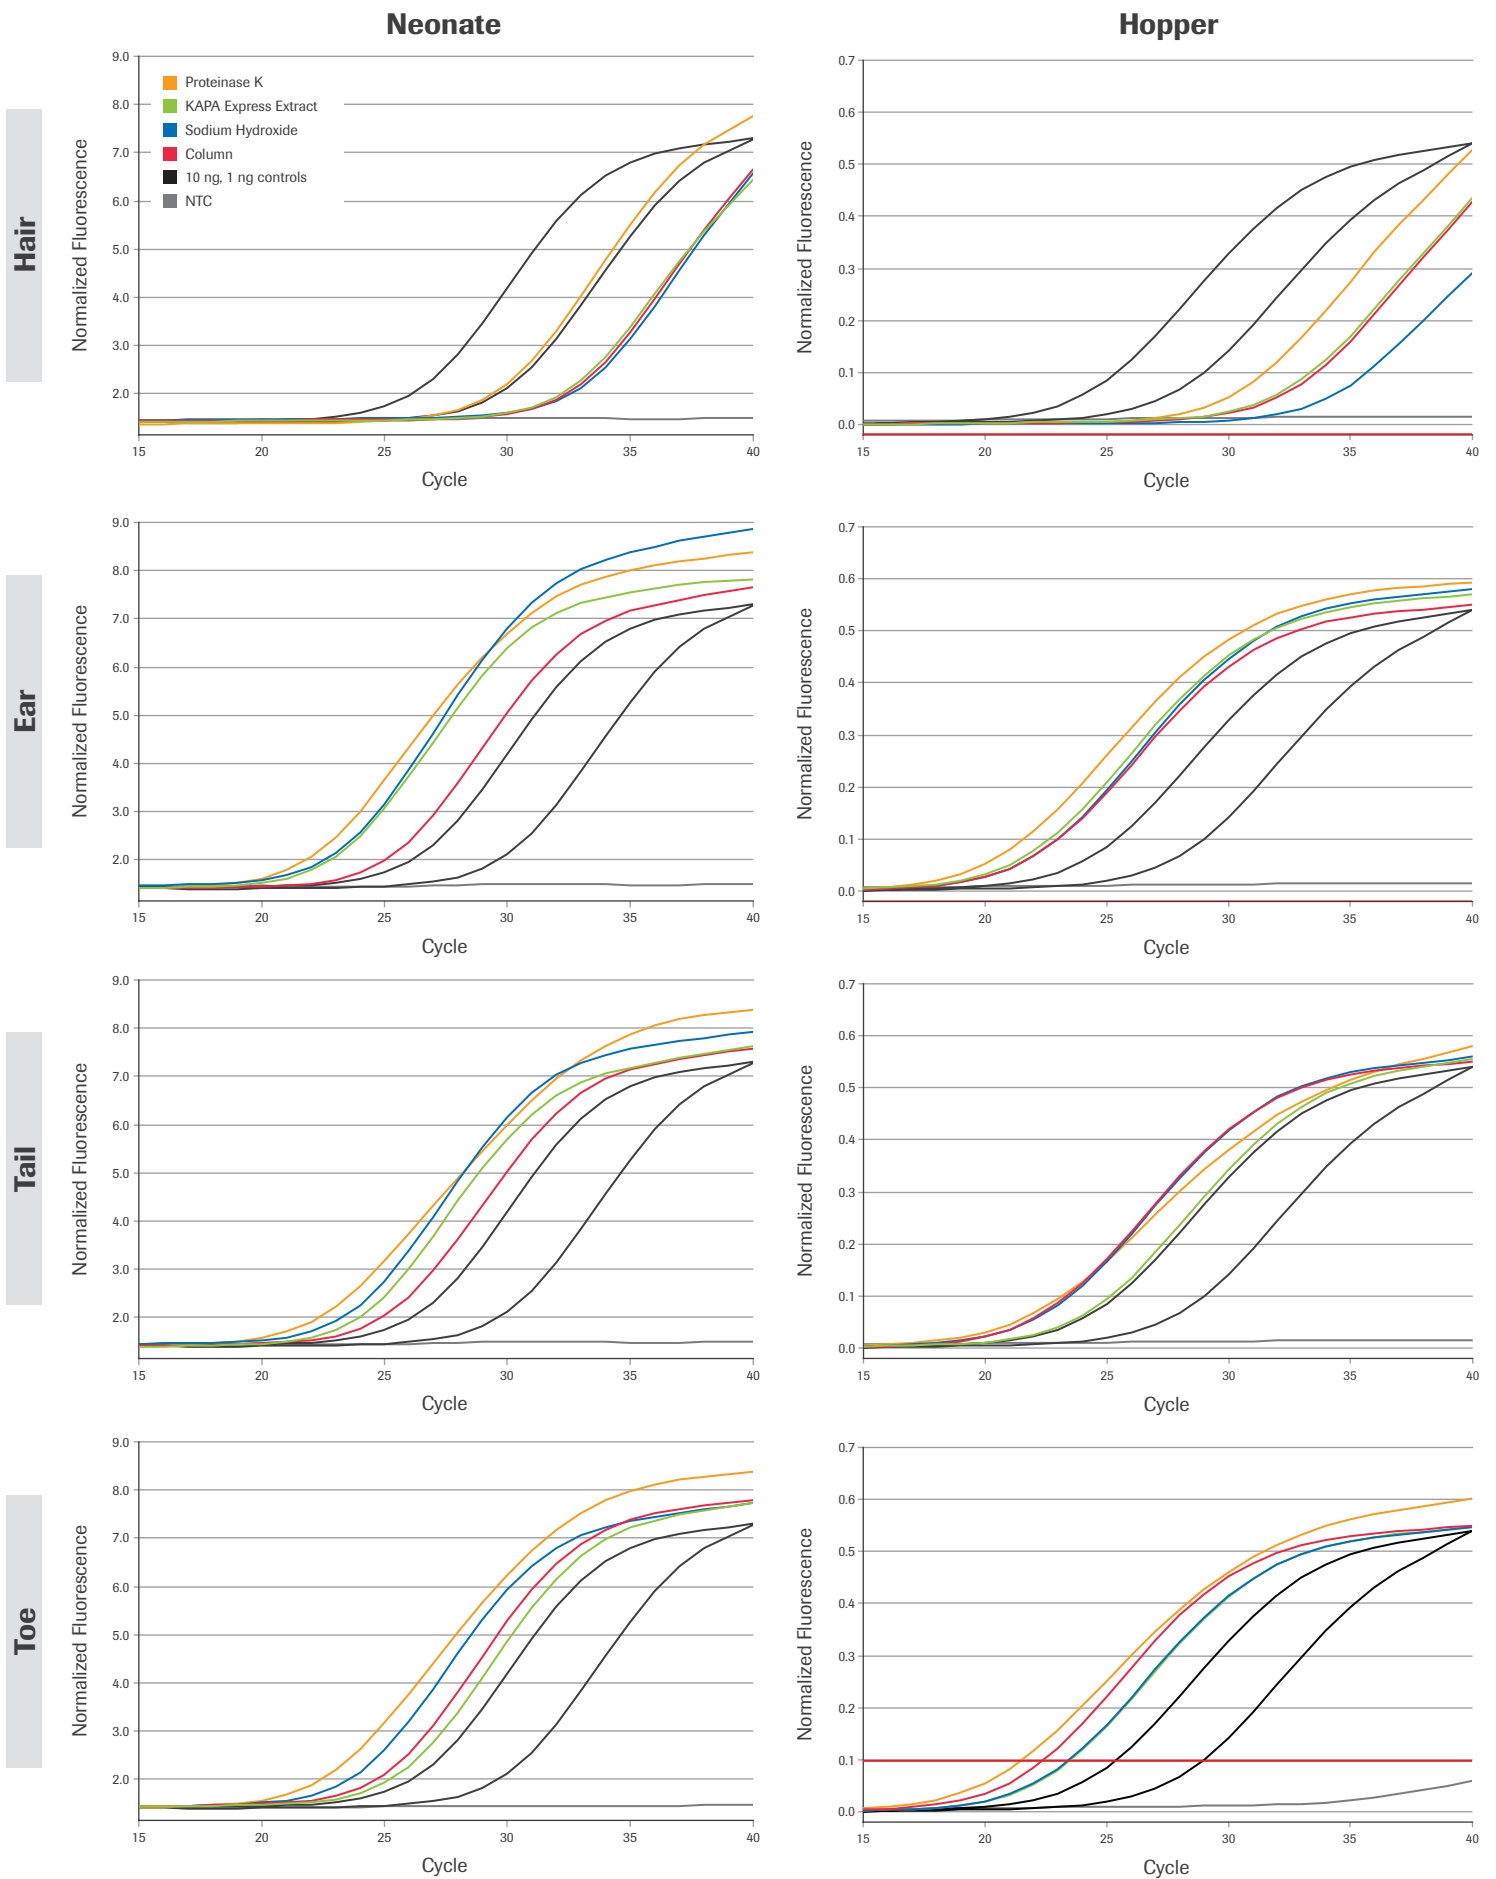 Neonate
Hopper
Hair
Normalized Fluorescence
9.0
8.0
7.0
6.0
5.0
4.0
3.0
2.0
Proteinase K
KAPA Express Extract
Sodium Hydroxide
Column
10 ng, 1 ng controls
NTC
15 20 25 30 35 40
Cycle
Normalized Fluorescence
0.7
0.6
0.5
0.4
0.3
0.2
0.1
0.0
15 20 25 30 35 40
Cycle
Ear
Normalized Fluorescence
9.0
8.0
7.0
6.0
5.0
4.0
3.0
2.0
15 20 25 30 35 40
Cycle
Normalized Fluorescence
0.7
0.6
0.5
0.4
0.3
0.2
0.1
0.0
15 20 25 30 35 40
Cycle
Tail
Normalized Fluorescence
9.0
8.0
7.0
6.0
5.0
4.0
3.0
2.0
15 20 25 30 35 40
Cycle
Normalized Fluorescence
0.7
0.6
0.5
0.4
0.3
0.2
0.1
0.0
15 20 25 30 35 40
Cycle
Toe
Normalized Fluorescence
9.0
8.0
7.0
6.0
5.0
4.0
3.0
2.0
15 20 25 30 35 40
Cycle
Normalized Fluorescence
0.7
0.6
0.5
0.4
0.3
0.2
0.1
0.0
15 20 25 30 35 40
Cycle